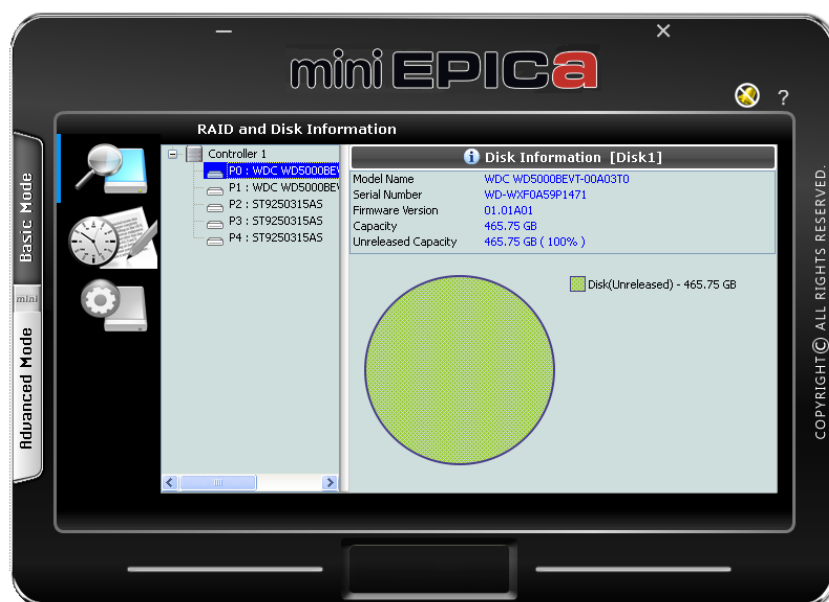 mini EPICa
?
RAID and Disk Information
Basic Mode
mini
Advanced Mode
Controller 1
P0 : WDC WD5000BEV
P1 : WDC WD5000BEV
P2 : ST9250315AS
P3 : ST9250315AS
P4 : ST9250315AS
Disk Information [Disk1]
Model Name WDC WD5000BEVT-00A03T0
Serial Number WD-WXF0A59P1471
Firmware Version 01.01A01
Capacity 465.75 GB
Unreleased Capacity 465.75 GB ( 100% )
Disk(Unreleased) - 465.75 GB
COPYRIGHT© ALL RIGHTS RESERVED.